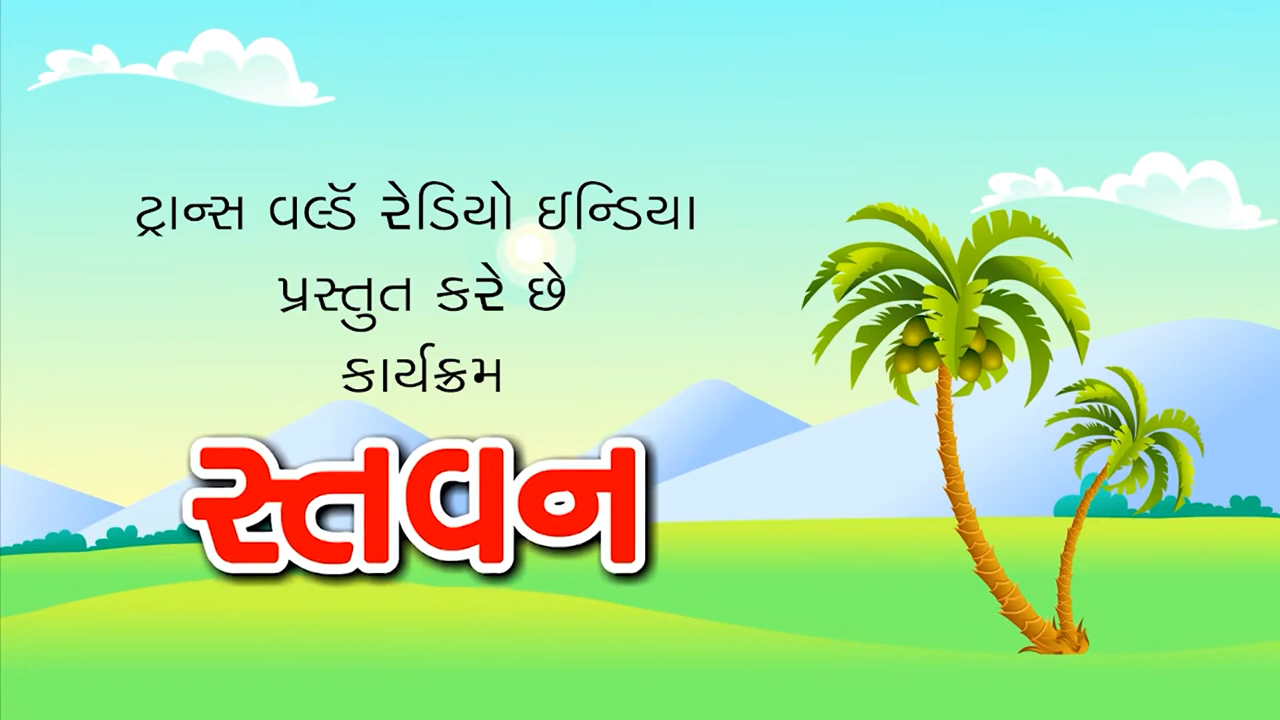 ટ્રાન્સ વર્લ્ડ રેડિયો ઇન્ડિયા
પ્રસ્તુત કરે છે
કાર્યક્રમ
સ્તવન